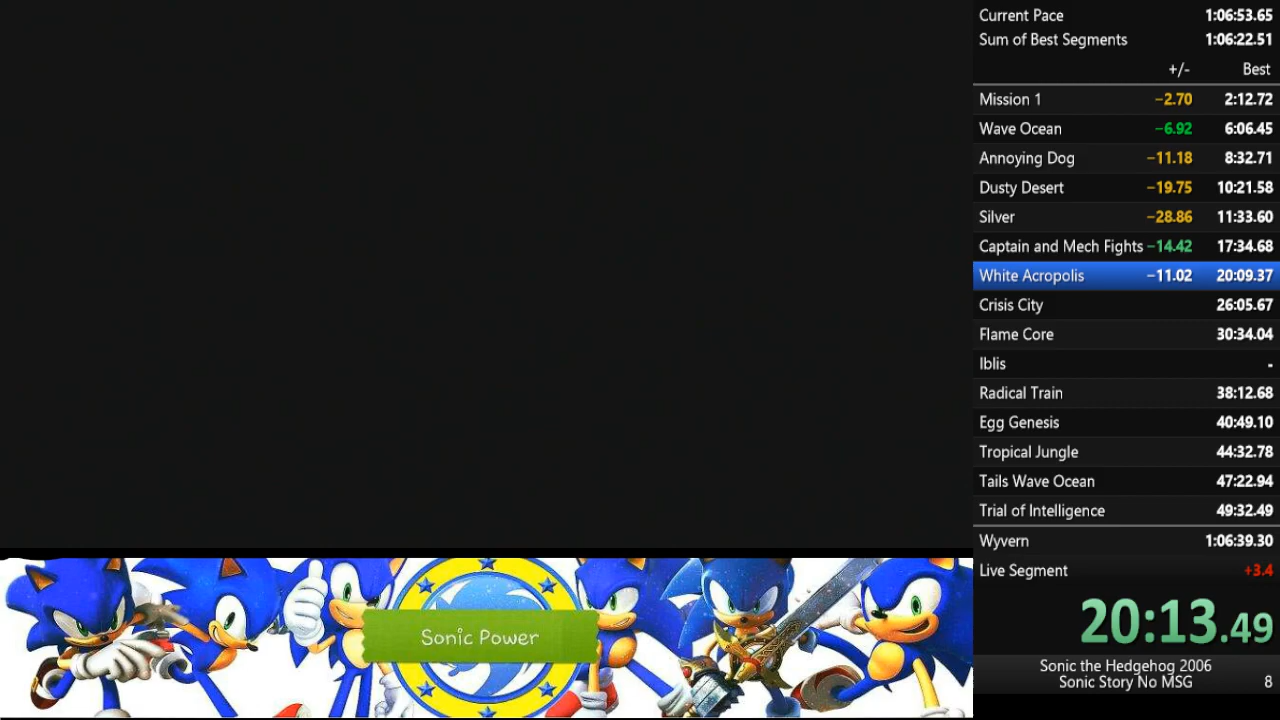 Current Pace 1:06:53.65
Sum of Best Segments 1:06:22.51
+/- Best
Mission 1 −2.70 2:12.72
Wave Ocean −6.92 6:06.45
Annoying Dog −11.18 8:32.71
Dusty Desert −19.75 10:21.58
Silver −28.86 11:33.60
Captain and Mech Fights −14.42 17:34.68
White Acropolis −11.02 20:09.37
Crisis City 26:05.67
Flame Core 30:34.04
Iblis -
Radical Train 38:12.68
Egg Genesis 40:49.10
Tropical Jungle 44:32.78
Tails Wave Ocean 47:22.94
Trial of Intelligence 49:32.49
Wyvern 1:06:39.30
Live Segment +3.4
20:13.49
Sonic the Hedgehog 2006
Sonic Story No MSG 8
Sonic Power